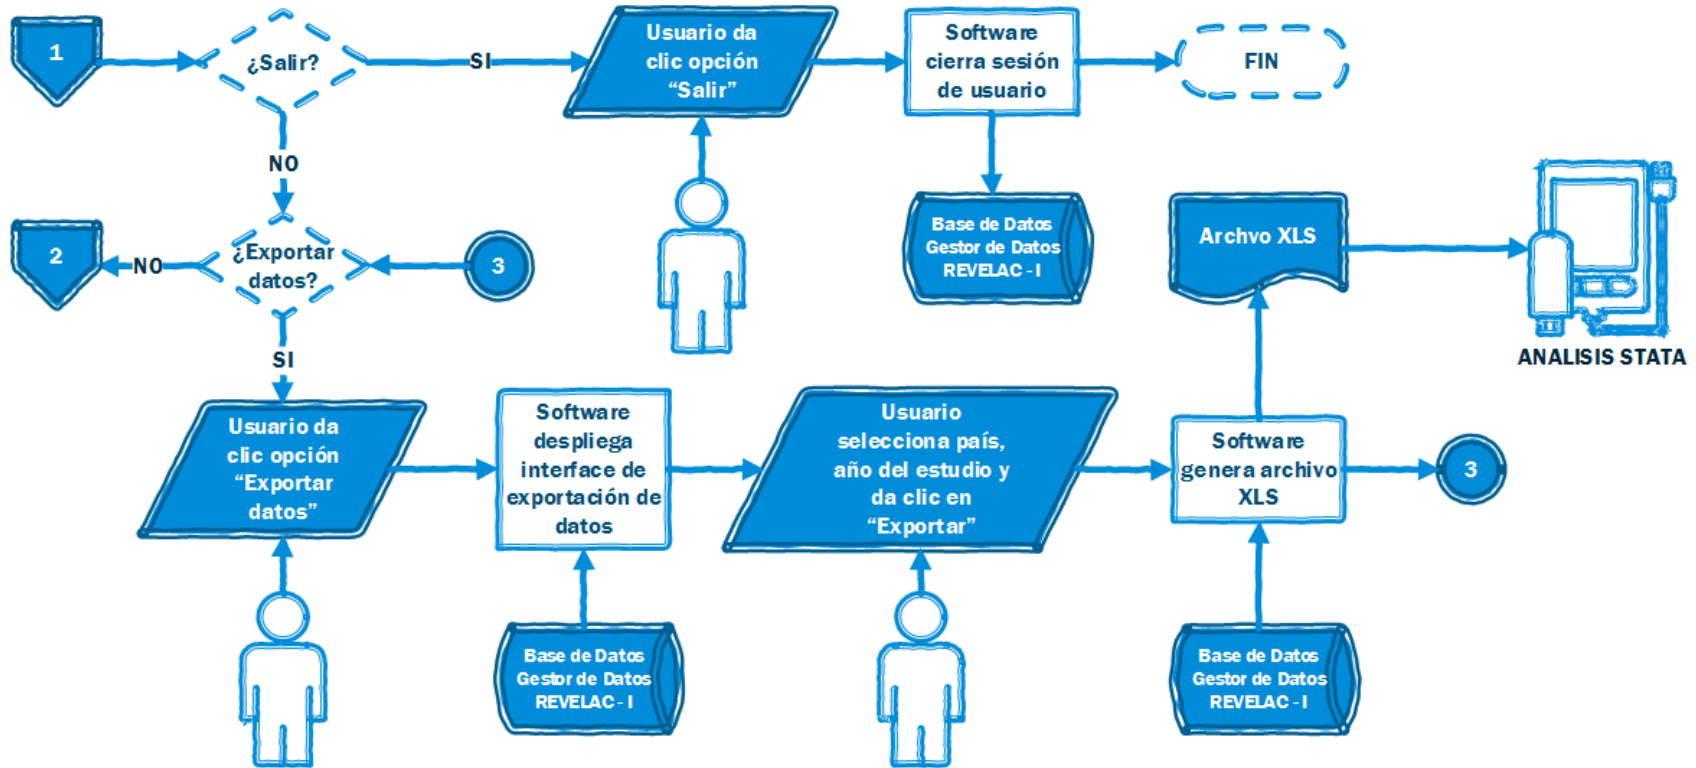 1
¿Salir?
SI
Usuario da
clic opción
“Salir”
Software
cierra sesión
de usuario
FIN
NO
2
NO
¿Exportar
datos?
3
Base de Datos
Gestor de Datos
REVELAC - I
Archvo XLS
ANALISIS STATA
SI
Usuario da
clic opción
“Exportar
datos”
Software
despliega
interface de
exportación de
datos
Usuario
selecciona país,
año del estudio y
da clic en
“Exportar”
Software
genera archivo
XLS
3
Base de Datos
Gestor de Datos
REVELAC - I
Base de Datos
Gestor de Datos
REVELAC - I